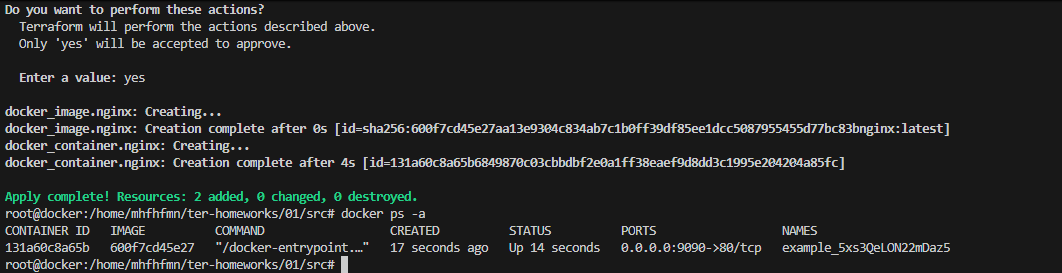 Do you want to perform these actions?
  Terraform will perform the actions described above.
  Only 'yes' will be accepted to approve.
  Enter a value: yes
docker_image.nginx: Creating...
docker_image.nginx: Creation complete after 0s [id=sha256:600f7cd45e27aa13e9304c834ab7c1b0ff39df85ee1dcc5087955455d77bc83bnginx:latest]
docker_container.nginx: Creating...
docker_container.nginx: Creation complete after 4s [id=131a60c8a65b6849870c03cbbdbf2e0a1ff38eaef9d8dd3c1995e204204a85fc]
Apply complete! Resources: 2 added, 0 changed, 0 destroyed.
root@docker:/home/mhfhfmn/ter-homeworks/01/src# docker ps -a
CONTAINER ID   IMAGE          COMMAND                  CREATED          STATUS          PORTS                  NAMES
131a60c8a65b   600f7cd45e27   "/docker-entrypoint.…"   17 seconds ago   Up 14 seconds   0.0.0.0:9090->80/tcp   example_5xs3QeLON22mDaz5
root@docker:/home/mhfhfmn/ter-homeworks/01/src#